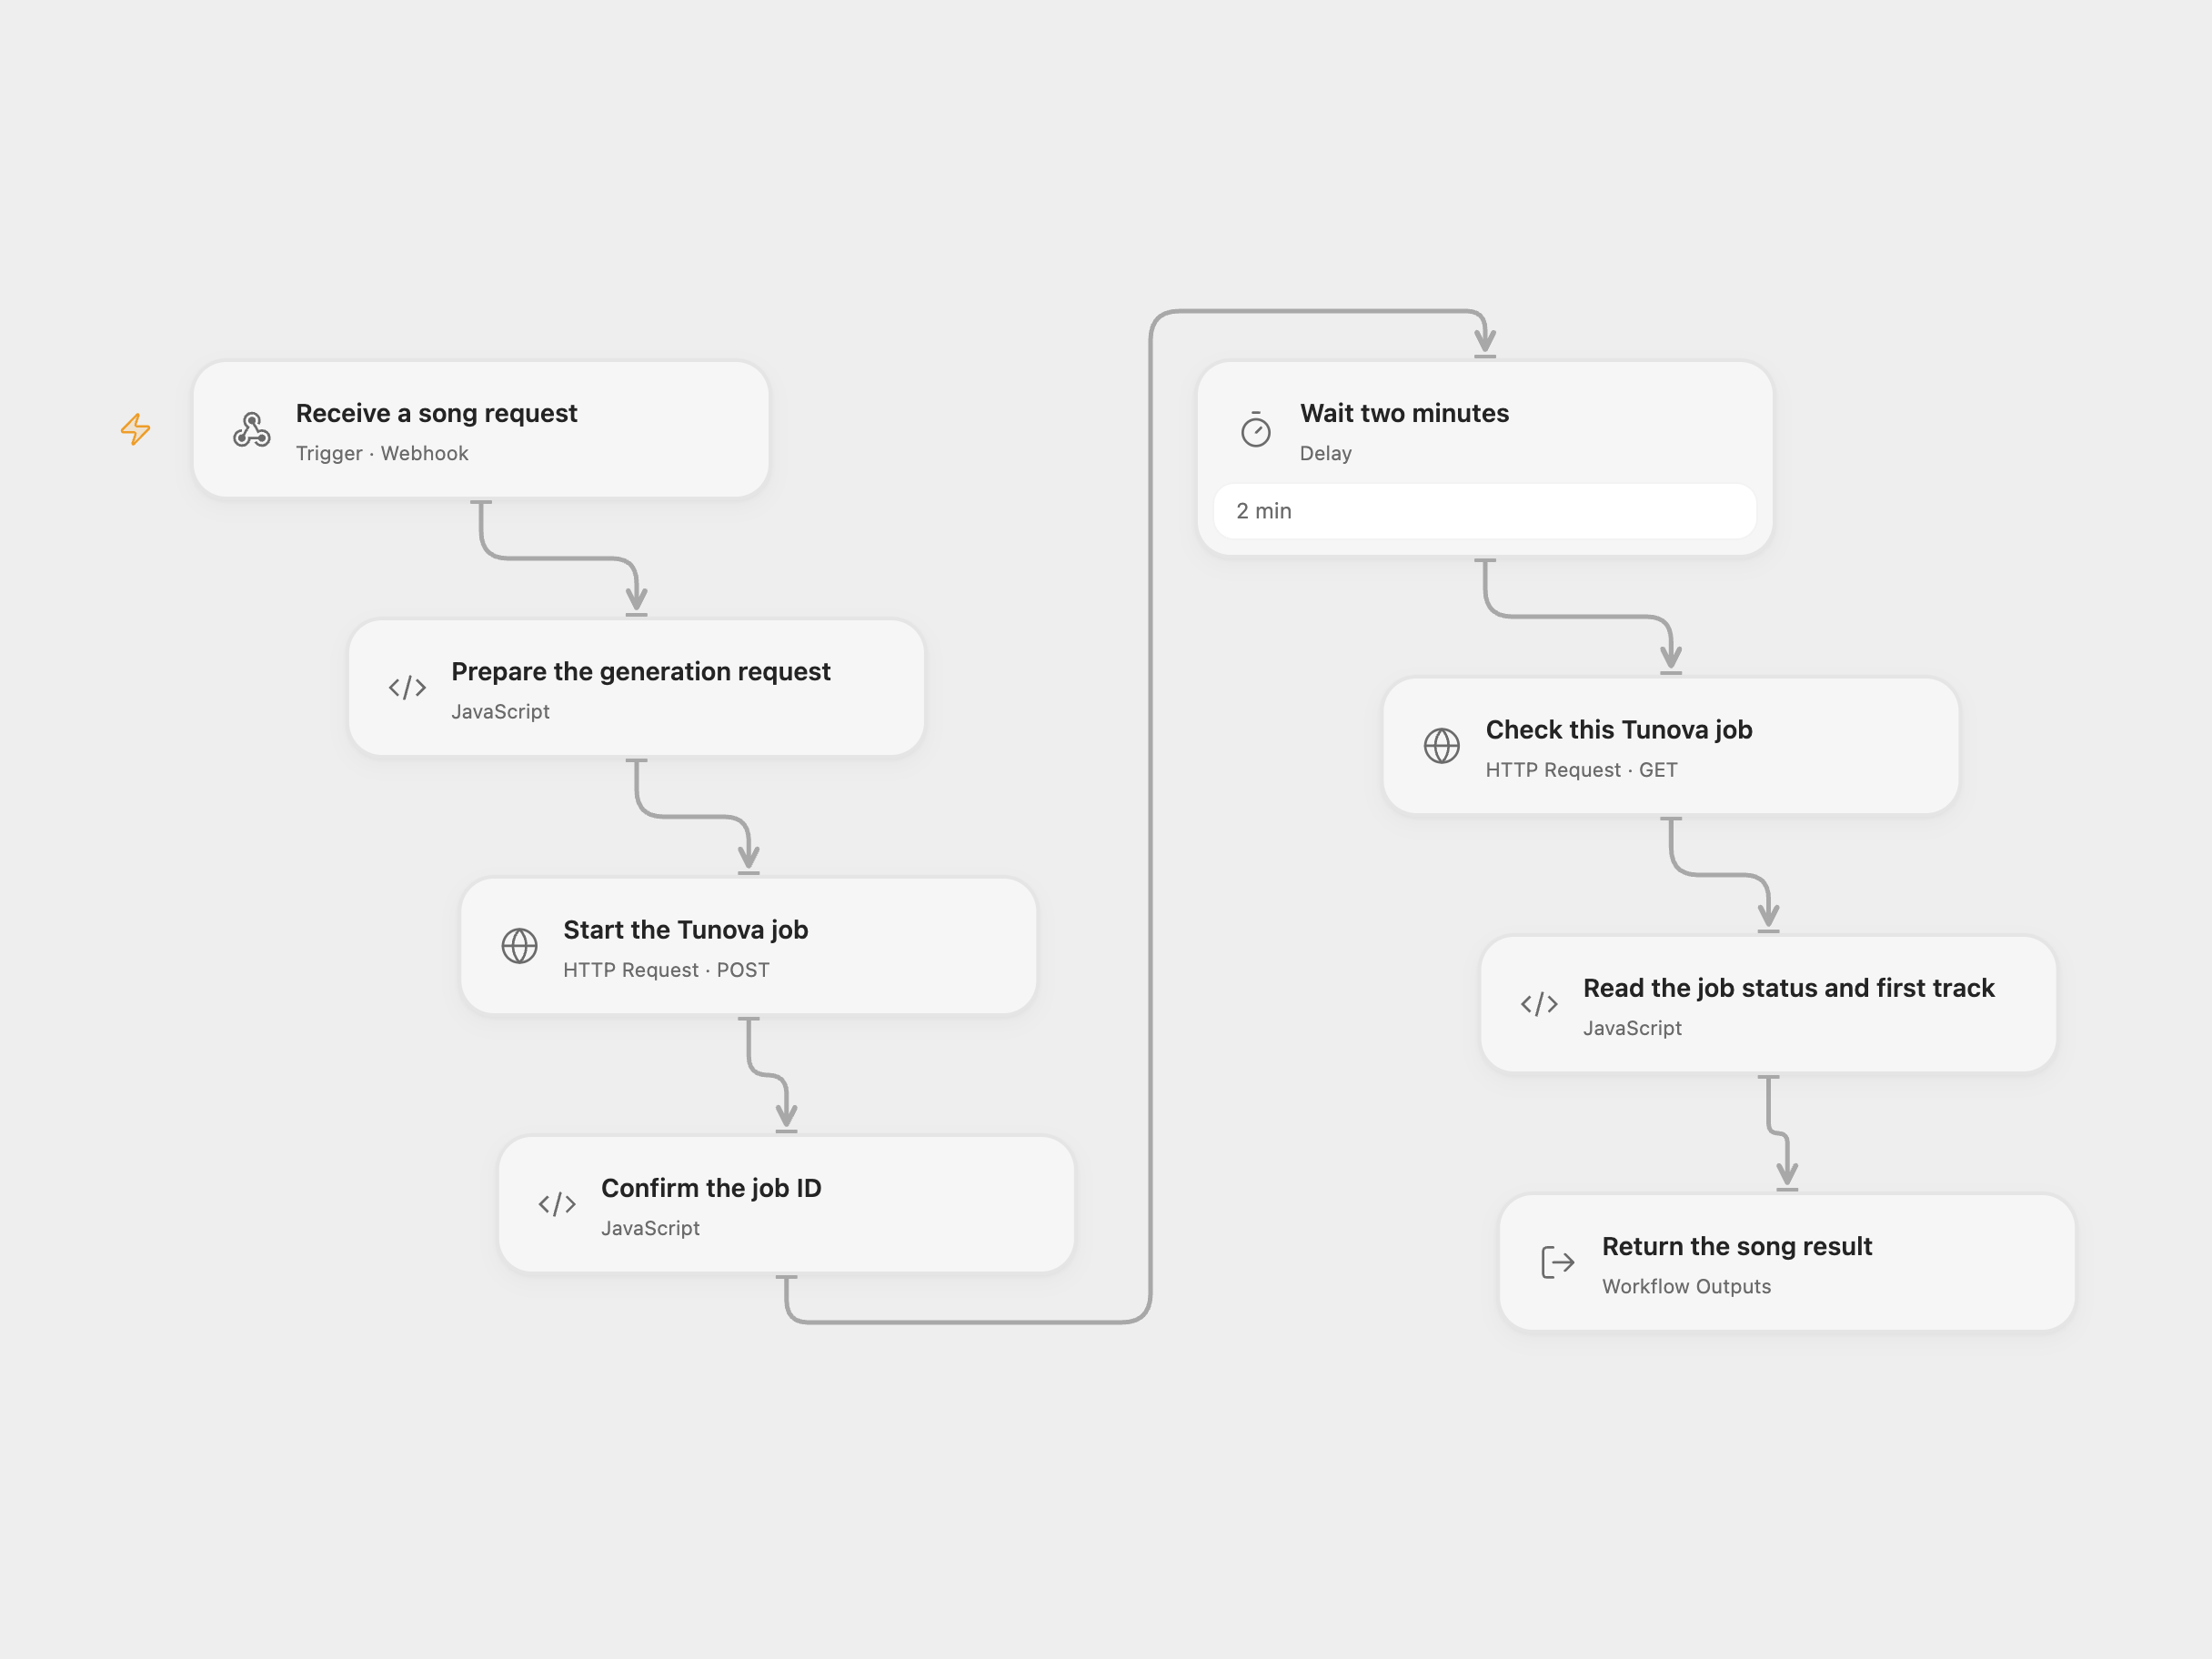 Receive a song request
Trigger · Webhook
Prepare the generation request
JavaScript
Start the Tunova job
HTTP Request · POST
Confirm the job ID
JavaScript
Wait two minutes
Delay
2 min
Check this Tunova job
HTTP Request · GET
Read the job status and first track
JavaScript
Return the song result
Workflow Outputs